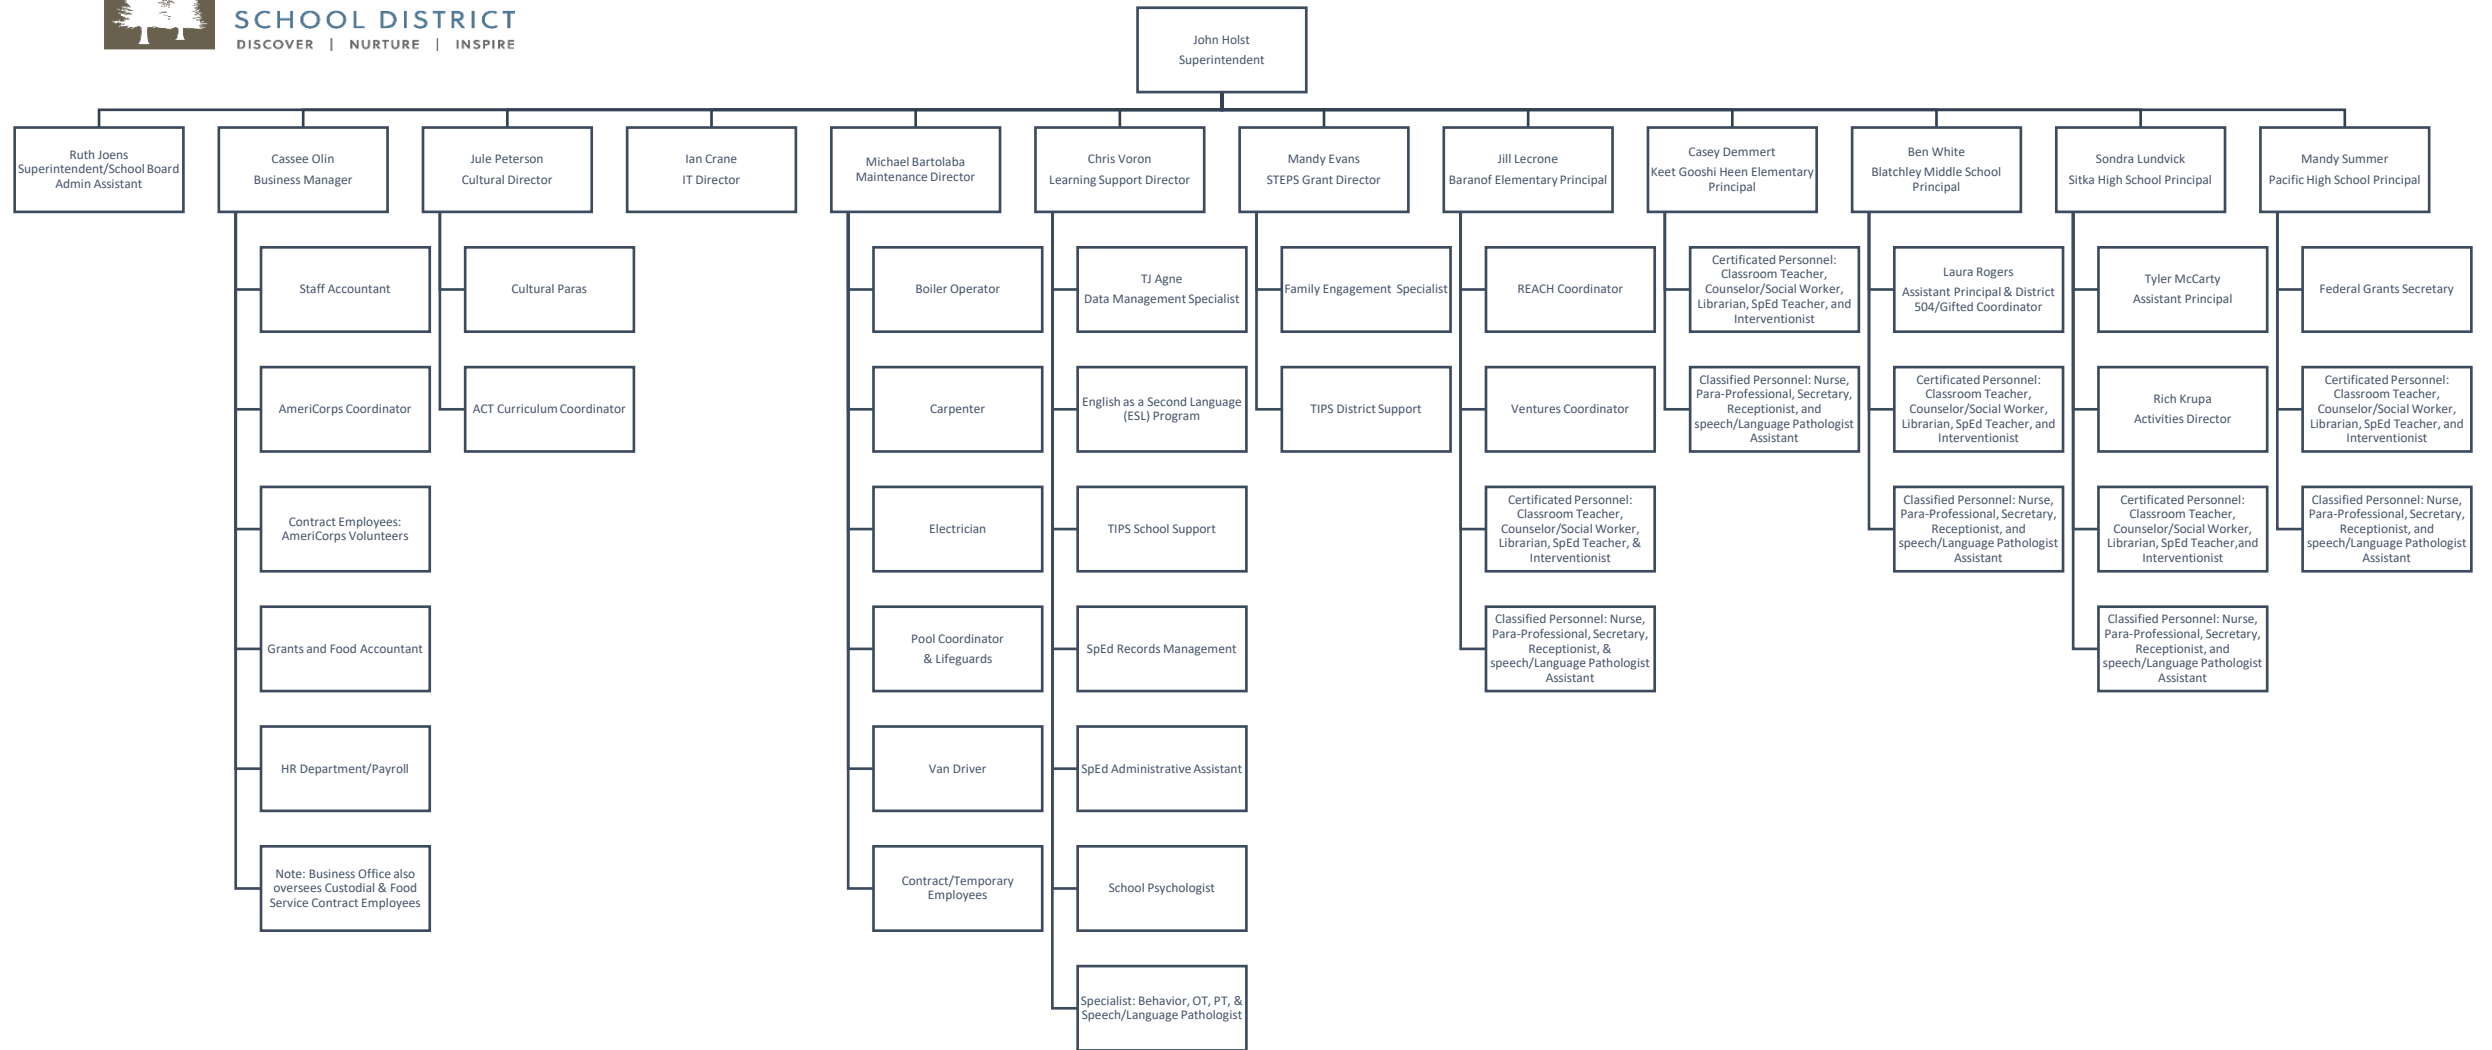 SCHOOL DISTRICT
DISCOVER | NURTURE | INSPIRE
John Holst
Superintendent
Ruth Joens
Superintendent/School Board
Admin Assistant
Cassee Olin
Business Manager
Jule Peterson
Cultural Director
Ian Crane
IT Director
Michael Bartolaba
Maintenance Director
Chris Voron
Learning Support Director
Mandy Evans
STEPS Grant Director
Jill Lecrone
Baranof Elementary Principal
Casey Demmert
Keet Gooshi Heen Elementary
Principal
Ben White
Blatchley Middle School
Principal
Sondra Lundvick
Sitka High School Principal
Mandy Summer
Pacific High School Principal
Staff Accountant
AmeriCorps Coordinator
Contract Employees:
AmeriCorps Volunteers
Grants and Food Accountant
HR Department/Payroll
Note: Business Office also
oversees Custodial & Food
Service Contract Employees
Cultural Paras
ACT Curriculum Coordinator
Boiler Operator
Carpenter
Electrician
Pool Coordinator
& Lifeguards
Van Driver
Contract/Temporary
Employees
TJ Agne
Data Management Specialist
English as a Second Language
(ESL) Program
TIPS School Support
SpEd Records Management
SpEd Administrative Assistant
School Psychologist
Specialist: Behavior, OT, PT, &
Speech/Language Pathologist
Family Engagement Specialist
TIPS District Support
REACH Coordinator
Ventures Coordinator
Certificated Personnel:
Classroom Teacher,
Counselor/Social Worker,
Librarian, SpEd Teacher, &
Interventionist
Classified Personnel: Nurse,
Para-Professional, Secretary,
Receptionist, &
speech/Language Pathologist
Assistant
Certificated Personnel:
Classroom Teacher,
Counselor/Social Worker,
Librarian, SpEd Teacher, and
Interventionist
Classified Personnel: Nurse,
Para-Professional, Secretary,
Receptionist, and
speech/Language Pathologist
Assistant
Laura Rogers
Assistant Principal & District
504/Gifted Coordinator
Certificated Personnel:
Classroom Teacher,
Counselor/Social Worker,
Librarian, SpEd Teacher, and
Interventionist
Classified Personnel: Nurse,
Para-Professional, Secretary,
Receptionist, and
speech/Language Pathologist
Assistant
Tyler McCarty
Assistant Principal
Rich Krupa
Activities Director
Certificated Personnel:
Classroom Teacher,
Counselor/Social Worker,
Librarian, SpEd Teacher,and
Interventionist
Classified Personnel: Nurse,
Para-Professional, Secretary,
Receptionist, and
speech/Language Pathologist
Assistant
Federal Grants Secretary
Certificated Personnel:
Classroom Teacher,
Counselor/Social Worker,
Librarian, SpEd Teacher, and
Interventionist
Classified Personnel: Nurse,
Para-Professional, Secretary,
Receptionist, and
speech/Language Pathologist
Assistant